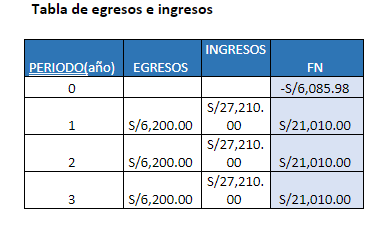 Tabla de egresos e ingresos
PERIODO(año) EGRESOS INGRESOS FN
0 -S/6,085.98
1 S/6,200.00 S/27,210.00 S/21,010.00
2 S/6,200.00 S/27,210.00 S/21,010.00
3 S/6,200.00 S/27,210.00 S/21,010.00